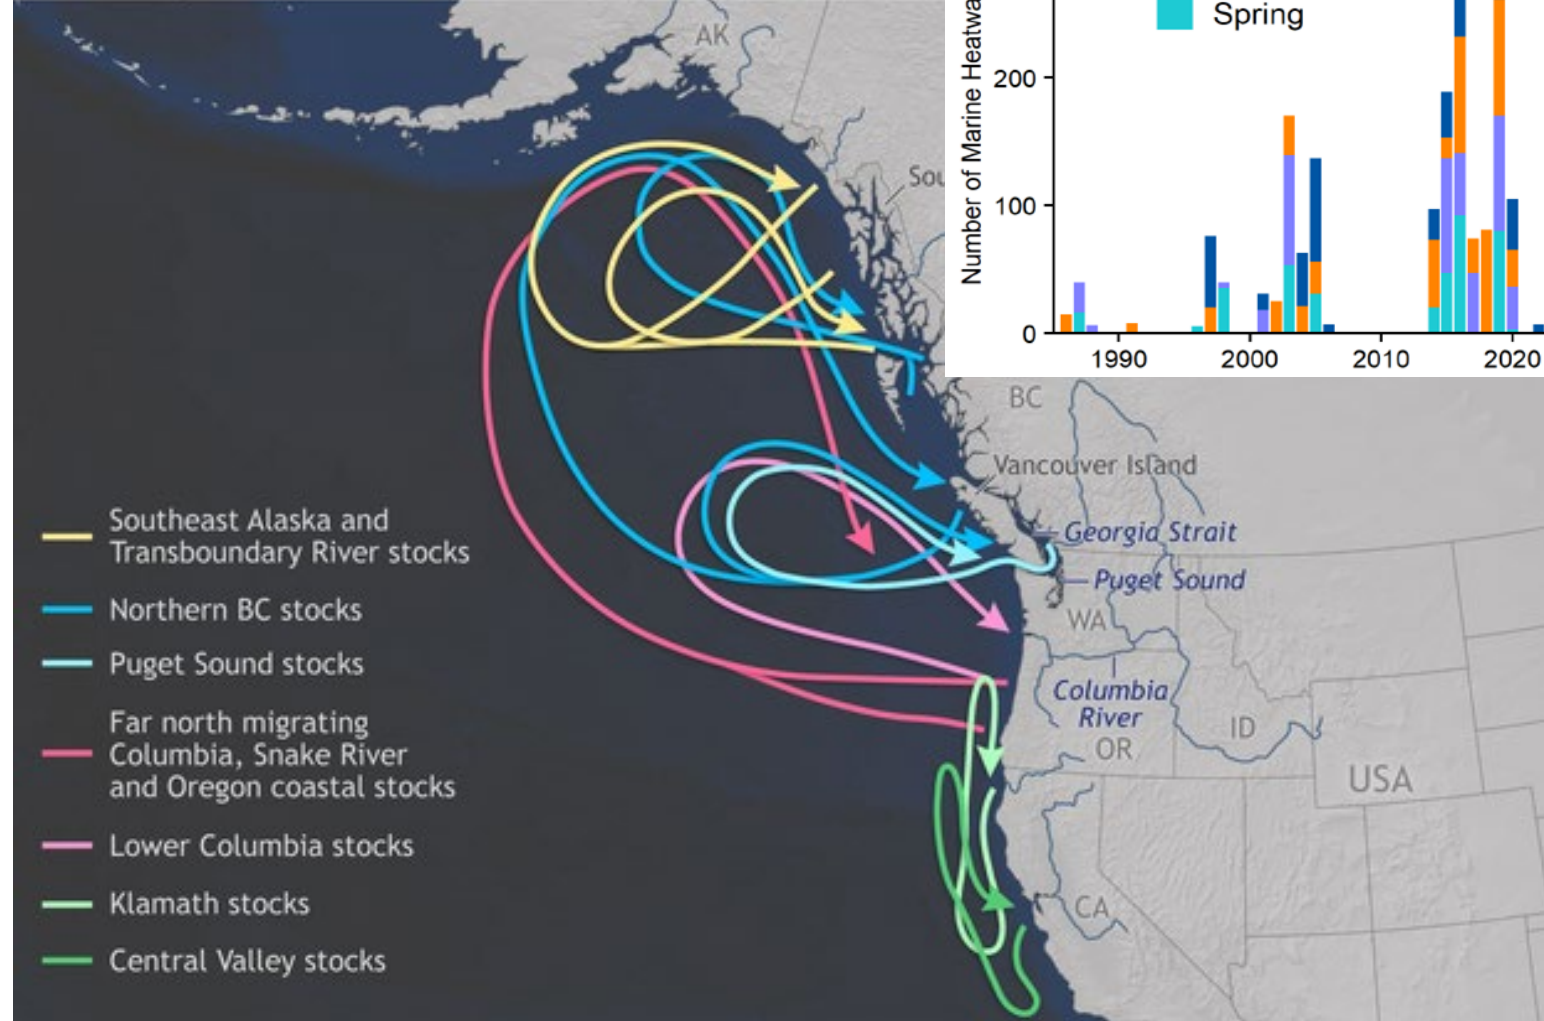 AK
Sou
Southeast Alaska and
Transboundary River stocks
Northern BC stocks
Puget Sound stocks
Far north migrating
Columbia, Snake River
and Oregon coastal stocks
Lower Columbia stocks
Klamath stocks
Central Valley stocks
Spring
Number of Marine Heatwa
200
100
0
1990
2000
2010
2020
BC
Vancouver Island
Georgia Strait
Puget Sound
WA
Columbia
River
OR
ID
USA
CA